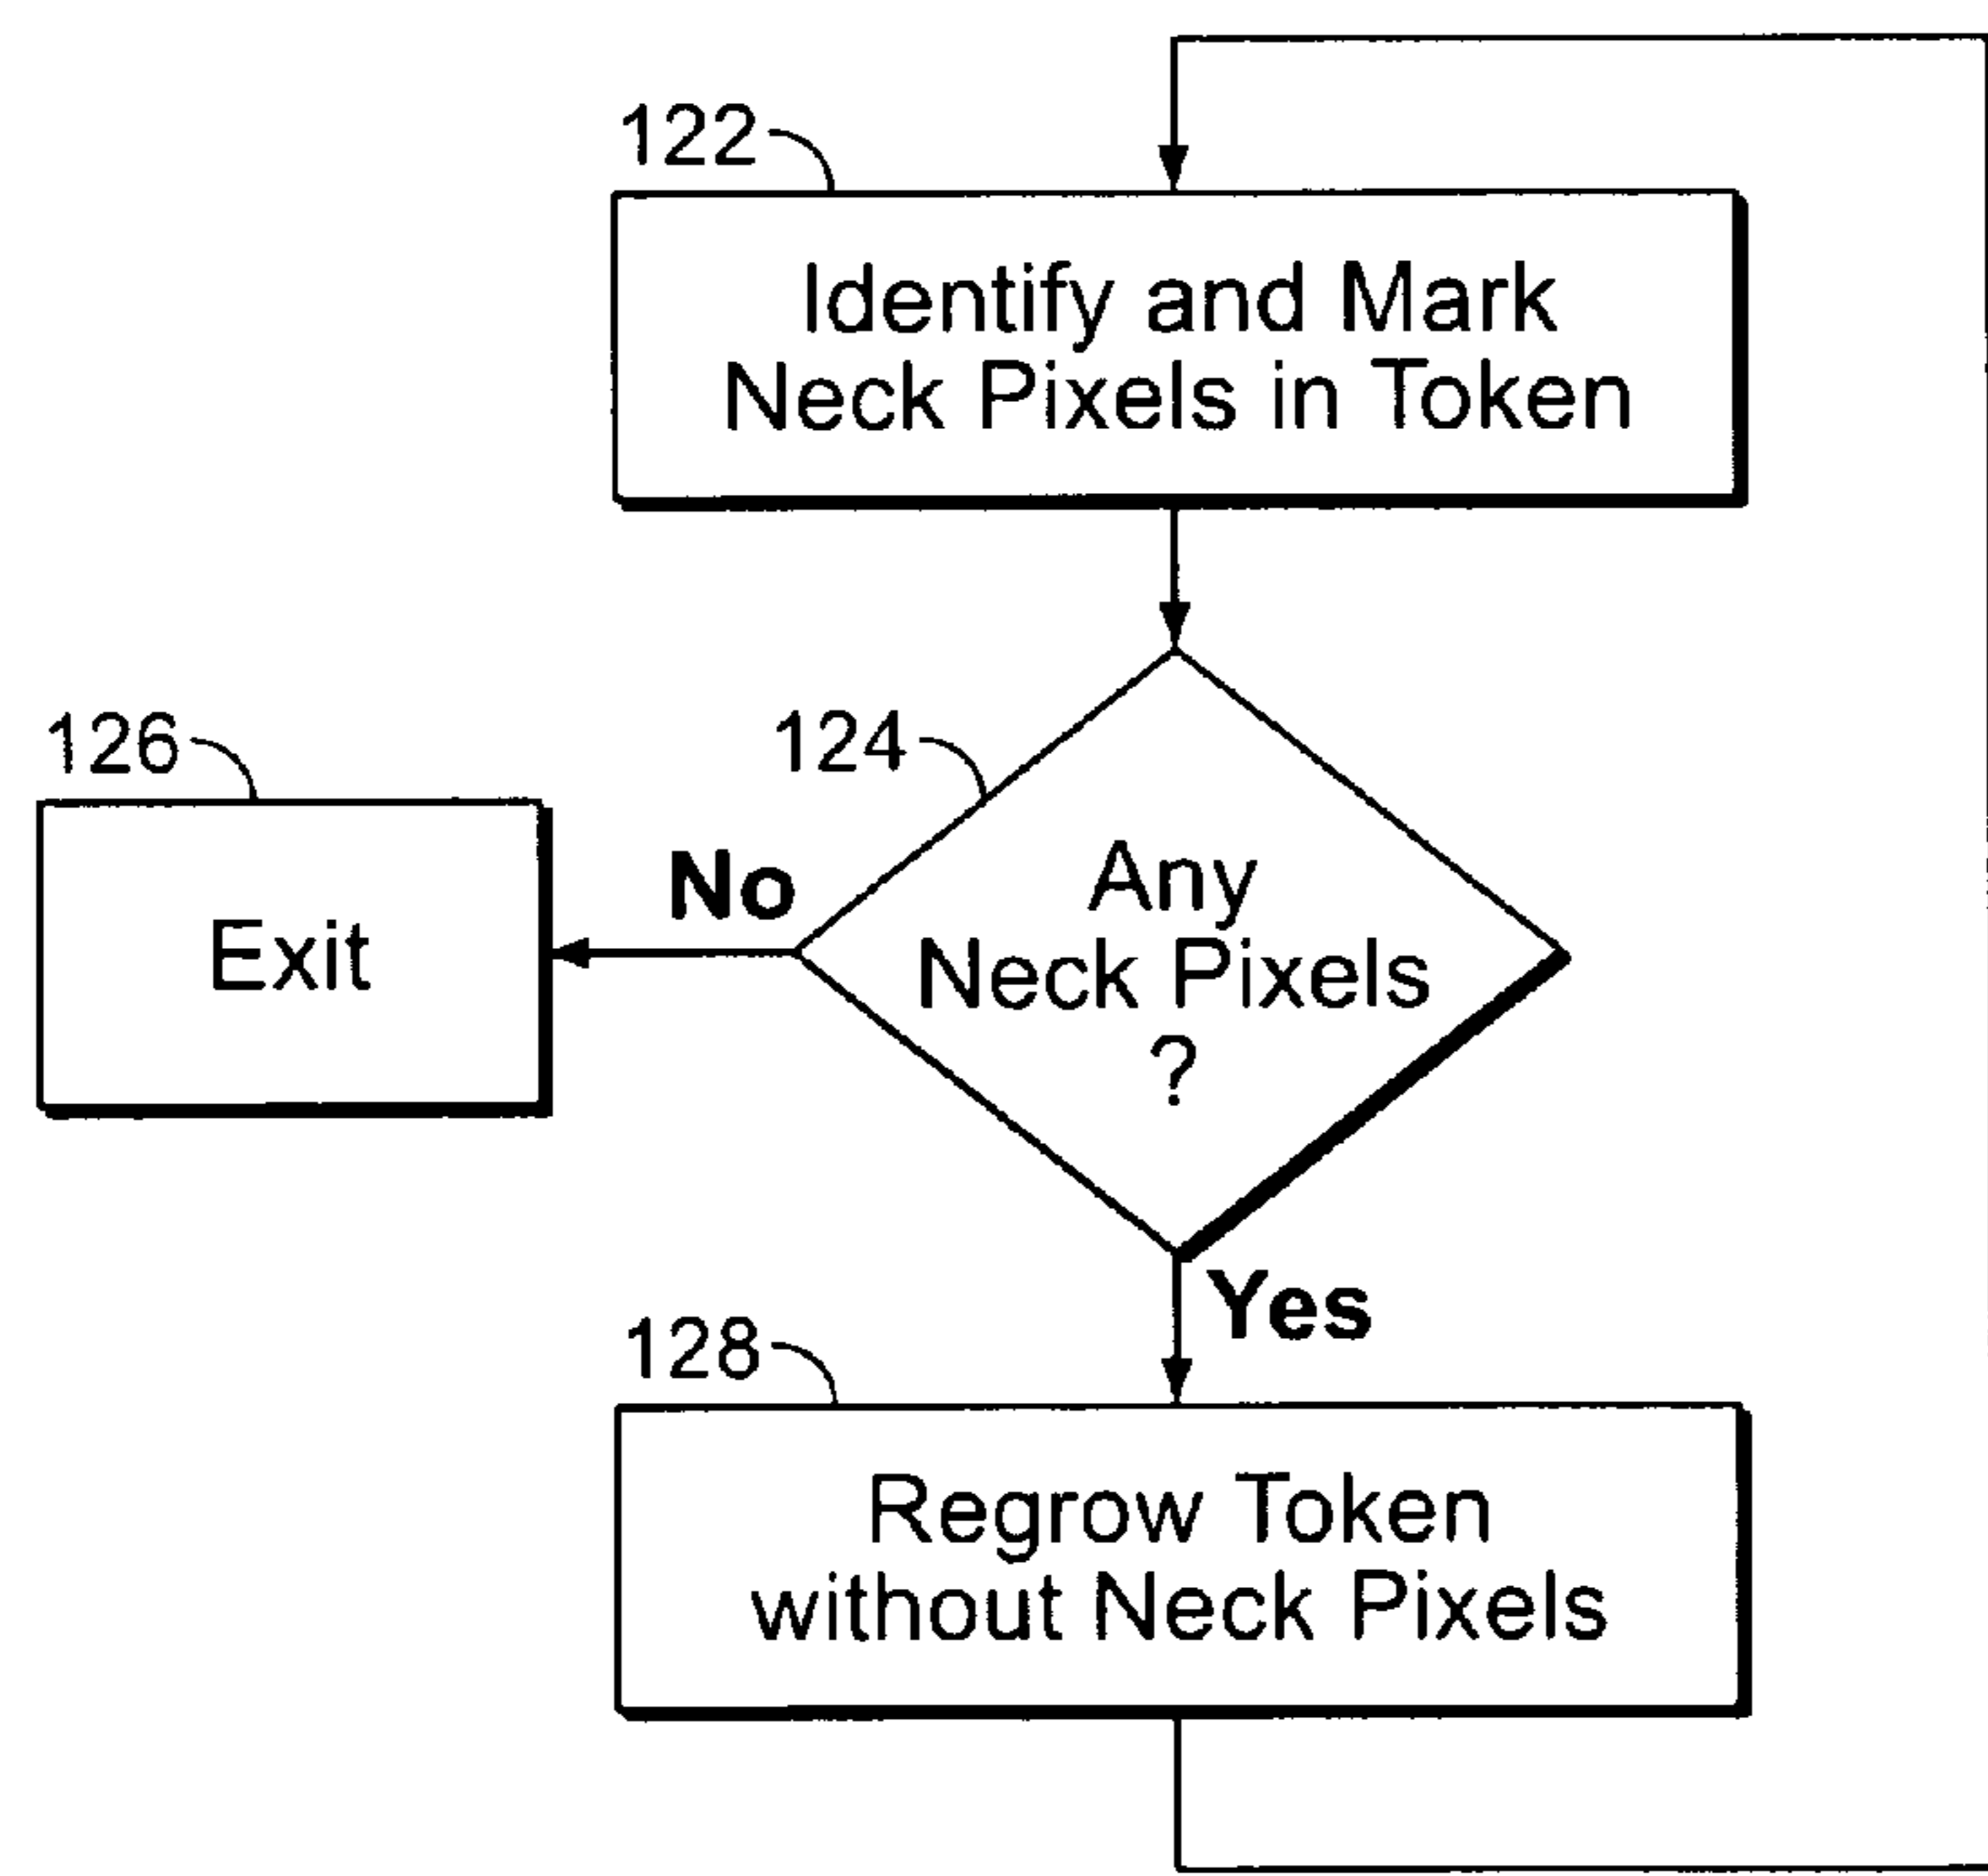 122
Identify and Mark
Neck Pixels in Token
126
124
No
Any
Neck Pixels
?
Exit
Yes
128
Regrow Token
without Neck Pixels